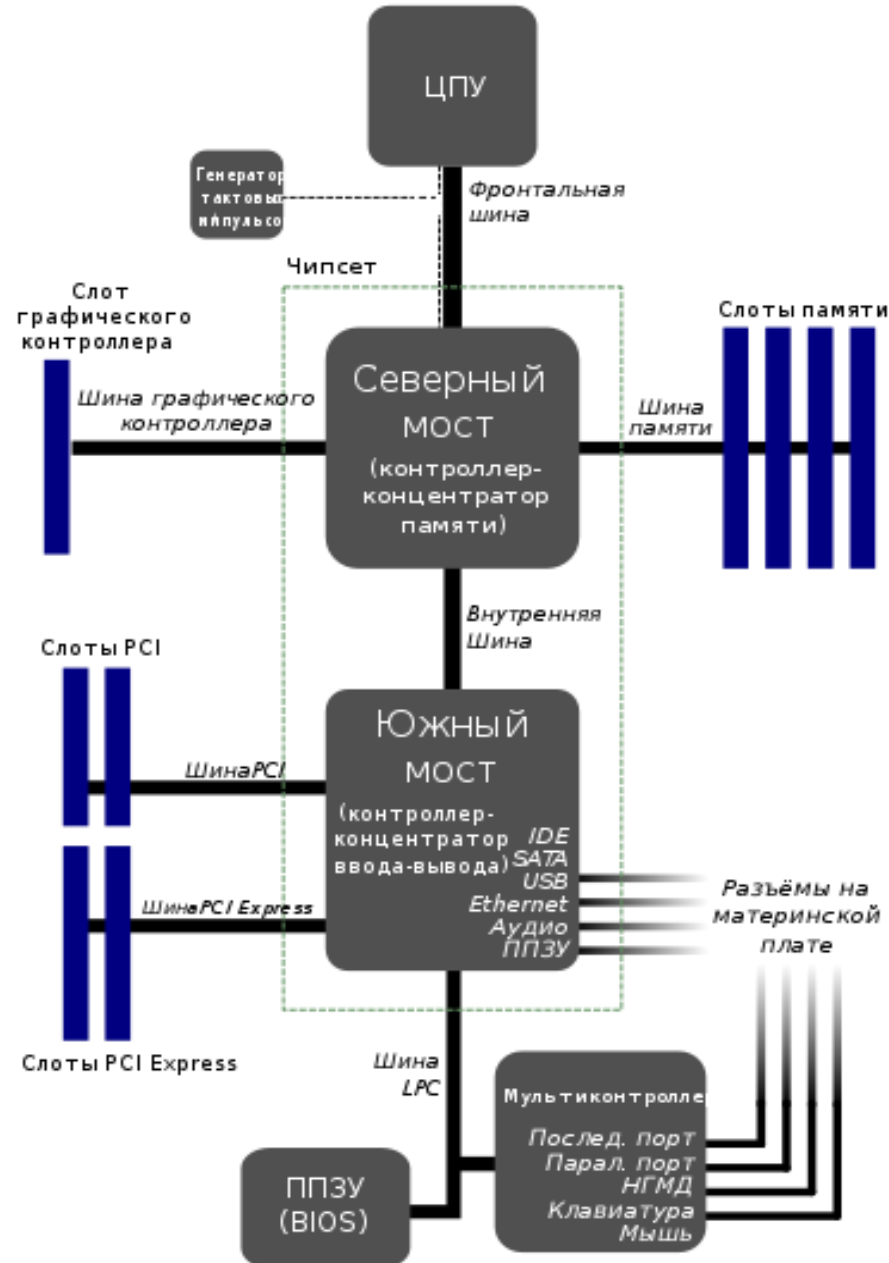 ЦПУ
Генератор
тактовых
импульсо
Фронтальная
шина
Чипсет
Слот
графического
контроллера
Слоты памяти
Шина графического
контроллера
Северный
мост
(контроллер-
концентратор
памяти)
Шина
памяти
Внутренняя
Шина
Слоты PCI
Южный
мост
(контроллер-
концентратор
ввода-вывода)
IDE
SATA
USB
Ethernet
Аудио
ППЗУ
ШинаPCI
ШинаPCI Express
Разъёмы на
материнской
плате
Слоты PCI Express
Шина
LPC
Мультиконтроллер
Послед. порт
Парал. порт
НГМД
Клавиатура
Мышь
ППЗУ
(BIOS)